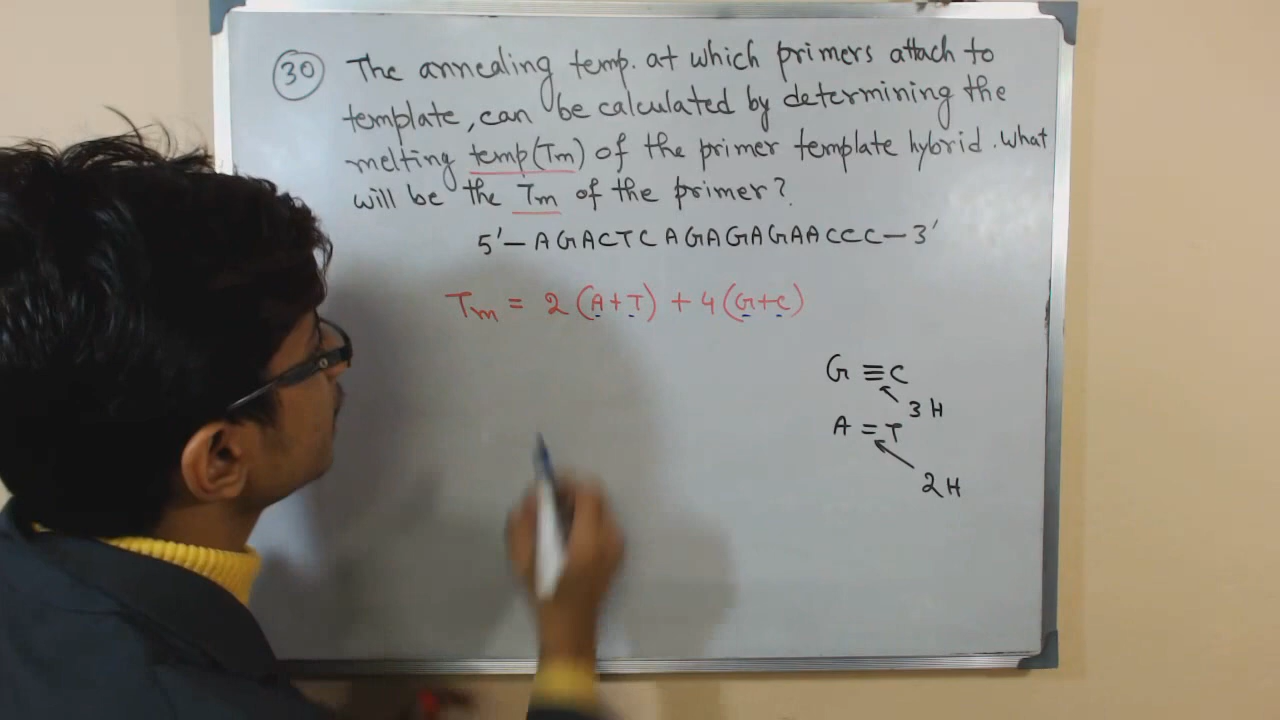 30 The annealing temp. at which primers attach to
template, can be calculated by determining the
melting temp (Tm) of the primer template hybrid. What
will be the Tm of the primer?
5'- AGACTCAGAGAGAACCC-3'
Tm = 2 (A+T) + 4 (G+C)
G ≡ C
3H
A = T
2H